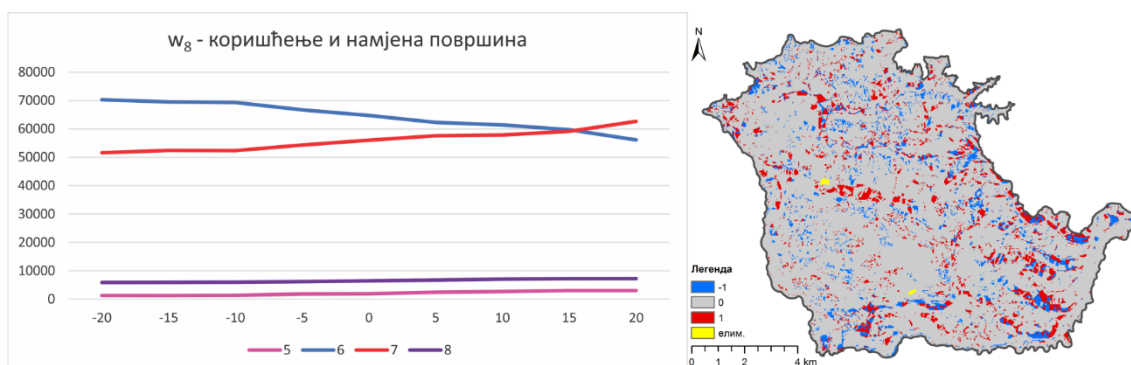 w₈ - коришћење и намјена површина
80000
70000
60000
50000
40000
30000
20000
10000
0
-20 -15 -10 -5 0 5 10 15 20
5 6 7 8
N
Легенда
-1
0
1
елим.
0 1 2 4 km